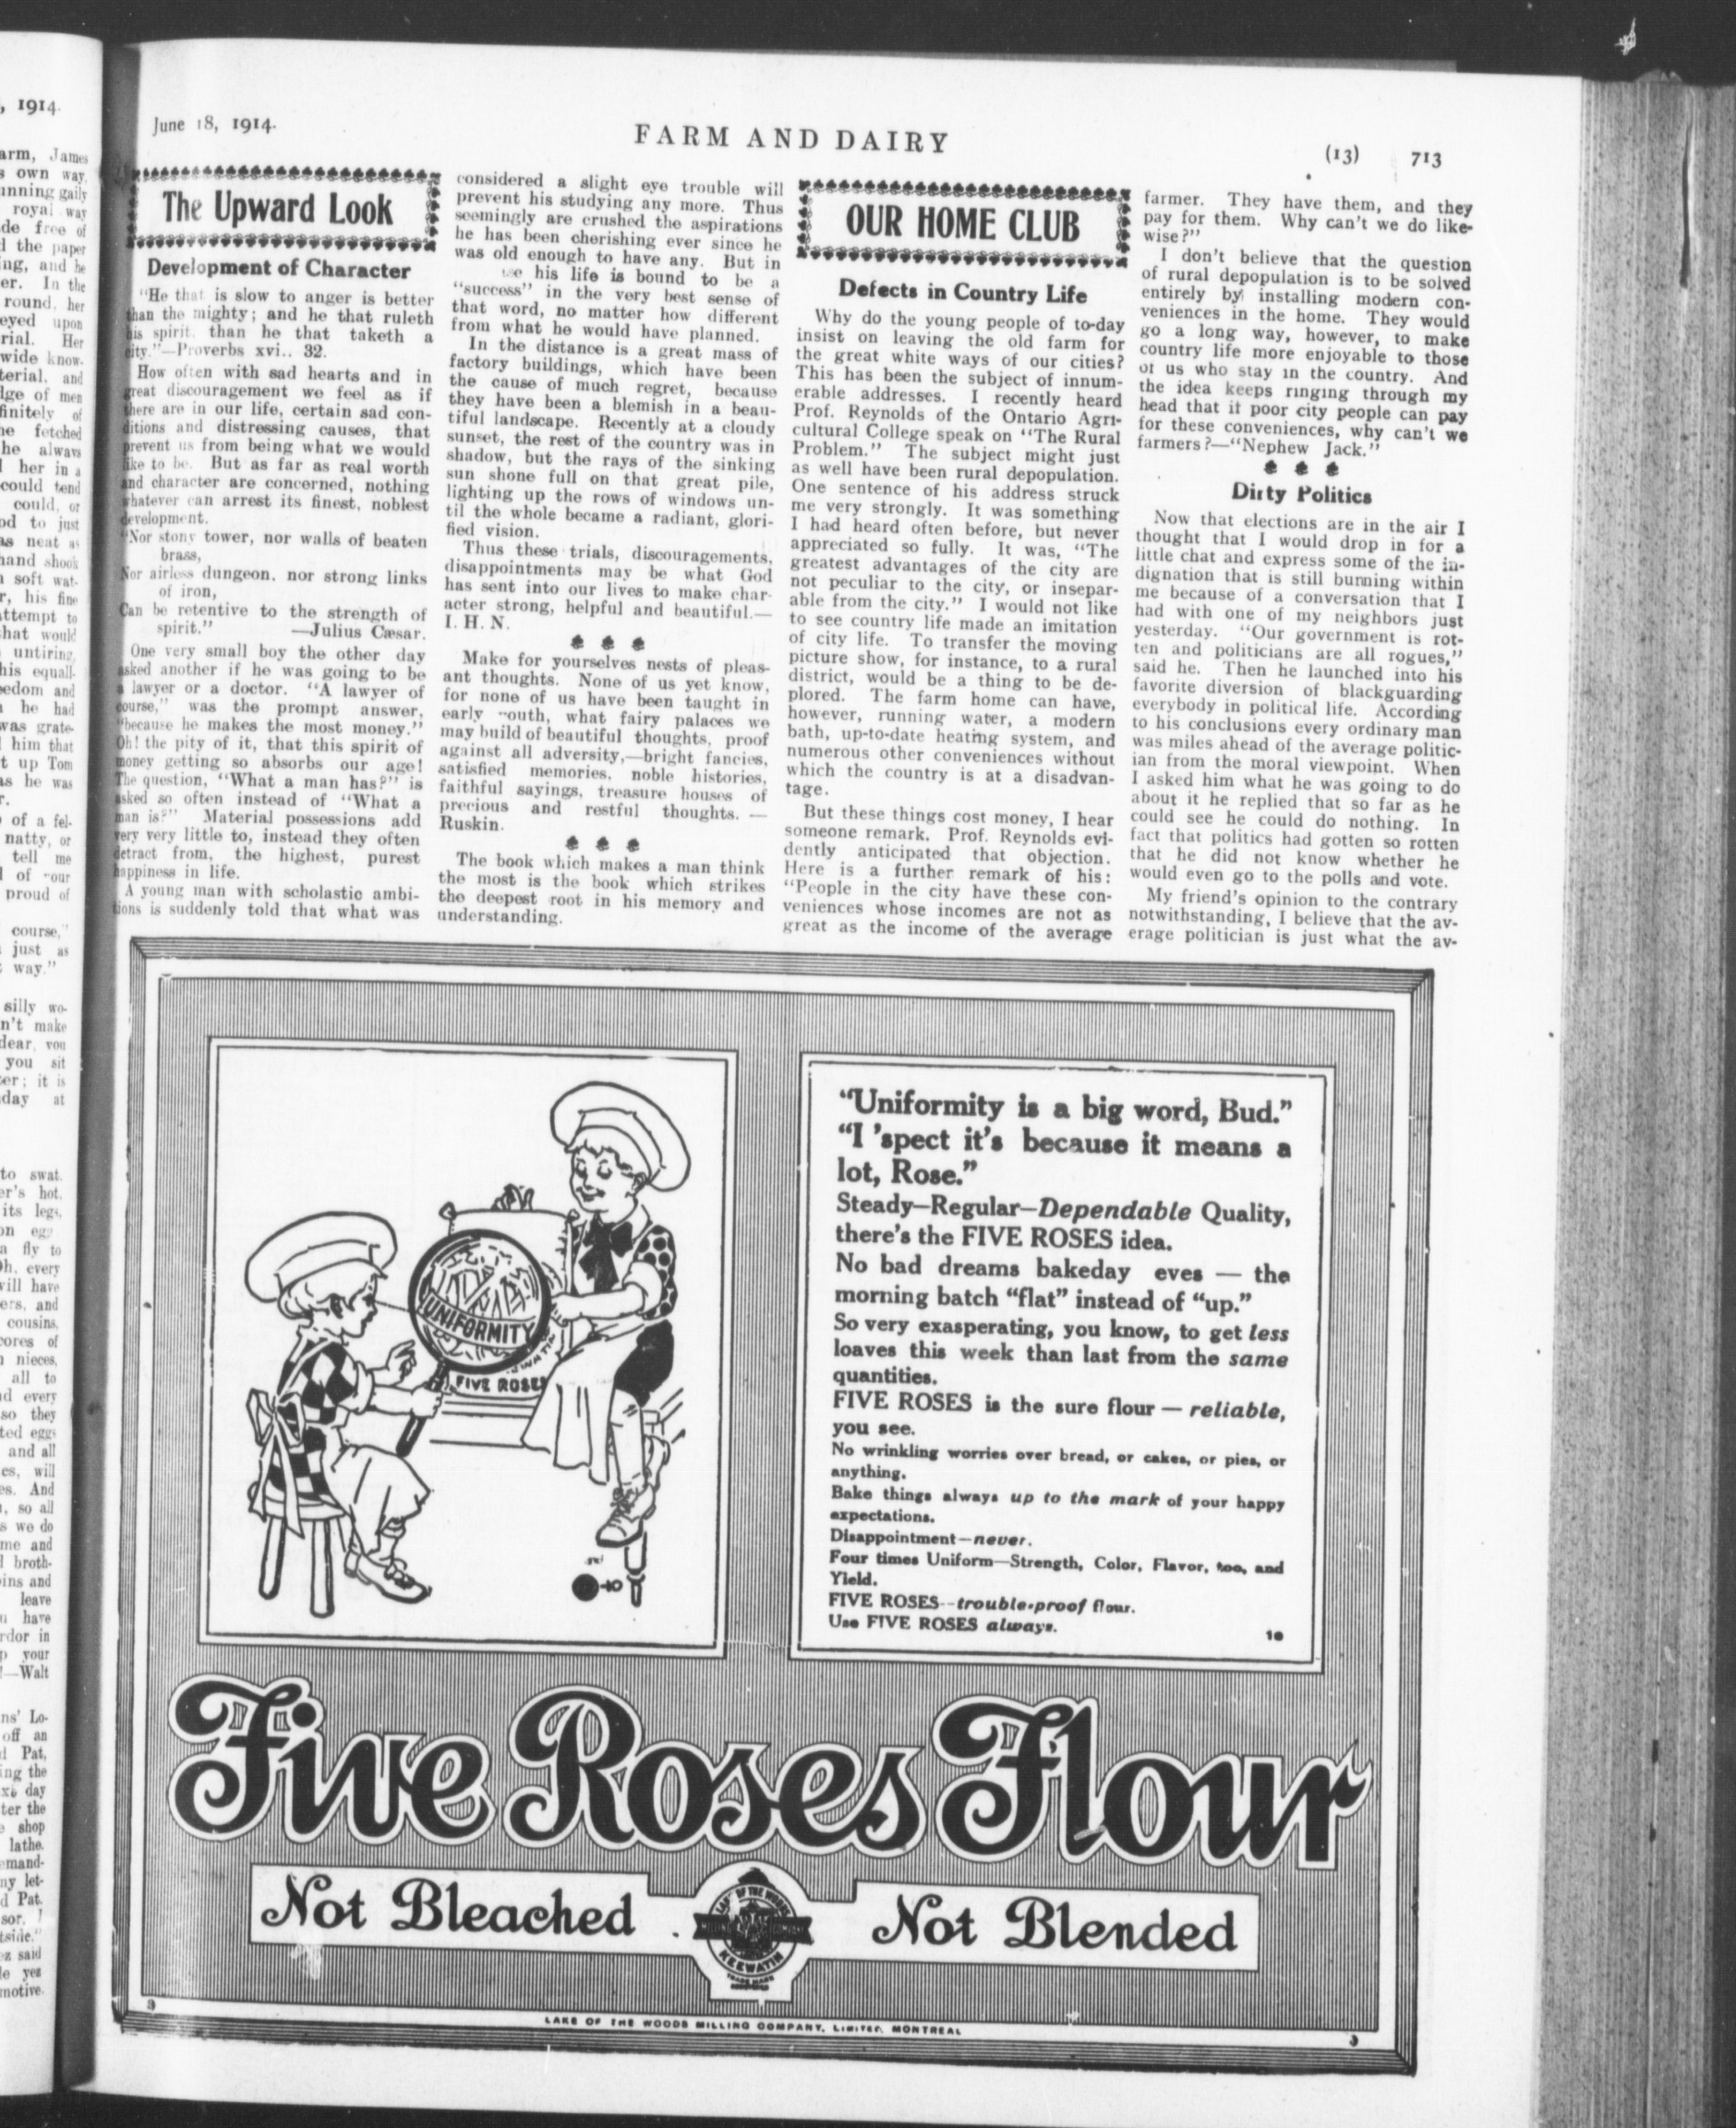 June 18, 1914.
FARM AND DAIRY
(13) 713
The Upward Look
Development of Character
"He that is slow to anger is better
than the mighty; and he that ruleth
his spirit than he that taketh a
city."—Proverbs xvi.. 32.
How often with sad hearts and in
great discouragement we feel as if
there are in our life, certain sad con-
ditions and distressing causes, that
prevent us from being what we would
like to be. But as far as real worth
and character are concerned, nothing
whatever can arrest its finest, noblest
development.
"Nor stony tower, nor walls of beaten
brass,
Nor airless dungeon, nor strong links
of iron,
Can be retentive to the strength of
spirit." —Julius Cæsar.
One very small boy the other day
asked another if he was going to be
a lawyer or a doctor. "A lawyer of
course," was the prompt answer,
"because he makes the most money."
Oh! the pity of it, that this spirit of
money getting so absorbs our age!
The question, "What a man has?" is
asked so often instead of "What a
man is?" Material possessions add
very very little to, instead they often
detract from, the highest, purest
happiness in life.
A young man with scholastic ambi-
tions is suddenly told that what was
considered a slight eye trouble will
prevent his studying any more. Thus
seemingly are crushed the aspirations
he has been cherishing ever since he
was old enough to have any. But in
his life is bound to be a
"success" in the very best sense of
that word, no matter how different
from what he would have planned.
In the distance is a great mass of
factory buildings, which have been
the cause of much regret, because
they have been a blemish in a beau-
tiful landscape. Recently at a cloudy
sunset, the rest of the country was in
shadow, but the rays of the sinking
sun shone full on that great pile,
lighting up the rows of windows un-
til the whole became a radiant, glori-
fied vision.
Thus these trials, discouragements,
disappointments may be what God
has sent into our lives to make char-
acter strong, helpful and beautiful.—
I. H. N.
Make for yourselves nests of pleas-
ant thoughts. None of us yet know,
for none of us have been taught in
early outh, what fairy palaces we
may build of beautiful thoughts, proof
against all adversity,—bright fancies,
satisfied memories, noble histories,
faithful sayings, treasure houses of
precious and restful thoughts. —
Ruskin.
The book which makes a man think
the most is the book which strikes
the deepest root in his memory and
understanding.
OUR HOME CLUB
Defects in Country Life
Why do the young people of to-day
insist on leaving the old farm for
the great white ways of our cities?
This has been the subject of innum-
erable addresses. I recently heard
Prof. Reynolds of the Ontario Agri-
cultural College speak on "The Rural
Problem." The subject might just
as well have been rural depopulation.
One sentence of his address struck
me very strongly. It was something
I had heard often before, but never
appreciated so fully. It was, "The
greatest advantages of the city are
not peculiar to the city, or insepar-
able from the city." I would not like
to see country life made an imitation
of city life. To transfer the moving
picture show, for instance, to a rural
district, would be a thing to be de-
plored. The farm home can have,
however, running water, a modern
bath, up-to-date heating system, and
numerous other conveniences without
which the country is at a disadvan-
tage.
But these things cost money, I hear
someone remark. Prof. Reynolds evi-
dently anticipated that objection.
Here is a further remark of his:
"People in the city have these con-
veniences whose incomes are not as
great as the income of the average
farmer. They have them, and they
pay for them. Why can't we do like-
wise?"
I don't believe that the question
of rural depopulation is to be solved
entirely by installing modern con-
veniences in the home. They would
go a long way, however, to make
country life more enjoyable to those
of us who stay in the country. And
the idea keeps ringing through my
head that if poor city people can pay
for these conveniences, why can't we
farmers?—"Nephew Jack."
Dirty Politics
Now that elections are in the air I
thought that I would drop in for a
little chat and express some of the in-
dignation that is still burning within
me because of a conversation that I
had with one of my neighbors just
yesterday. "Our government is rot-
ten and politicians are all rogues,"
said he. Then he launched into his
favorite diversion of blackguarding
everybody in political life. According
to his conclusions every ordinary man
was miles ahead of the average politic-
ian from the moral viewpoint. When
I asked him what he was going to do
about it he replied that so far as he
could see he could do nothing. In
fact that politics had gotten so rotten
that he did not know whether he
would even go to the polls and vote.
My friend's opinion to the contrary
notwithstanding, I believe that the av-
erage politician is just what the av-
UNIFORMITY
FIVE ROSES
"Uniformity is a big word, Bud."
"I 'spect it's because it means a
lot, Rose."
Steady—Regular—Dependable Quality,
there's the FIVE ROSES idea.
No bad dreams bakeday eves — the
morning batch "flat" instead of "up."
So very exasperating, you know, to get less
loaves this week than last from the same
quantities.
FIVE ROSES is the sure flour — reliable,
you see.
No wrinkling worries over bread, or cakes, or pies, or
anything.
Bake things always up to the mark of your happy
expectations.
Disappointment—never.
Four times Uniform—Strength, Color, Flavor, too, and
Yield.
FIVE ROSES--trouble-proof flour.
Use FIVE ROSES always.
Five Roses Flour
Not Bleached
Not Blended
KEEWATIN
LAKE OF THE WOODS MILLING COMPANY, LIMITED, MONTREAL